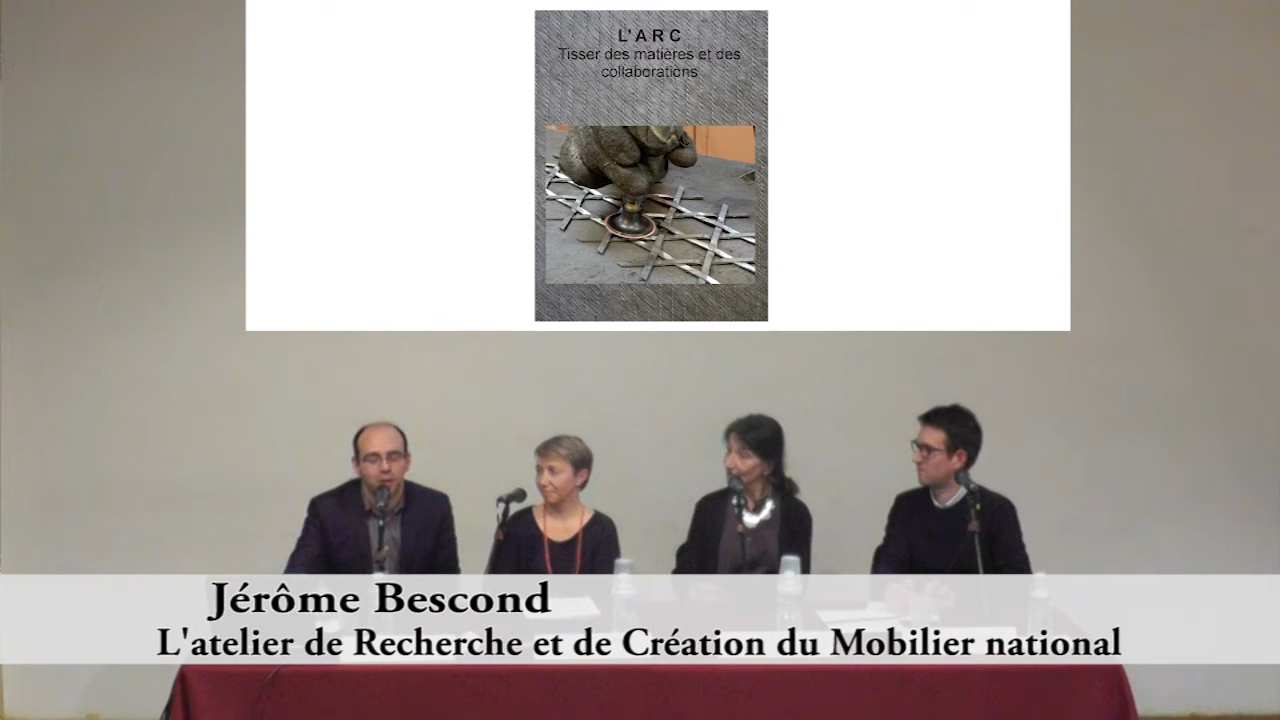 L'ARC
Tisser des matières et des
collaborations
Jérôme Bescond
L'atelier de Recherche et de Création du Mobilier national